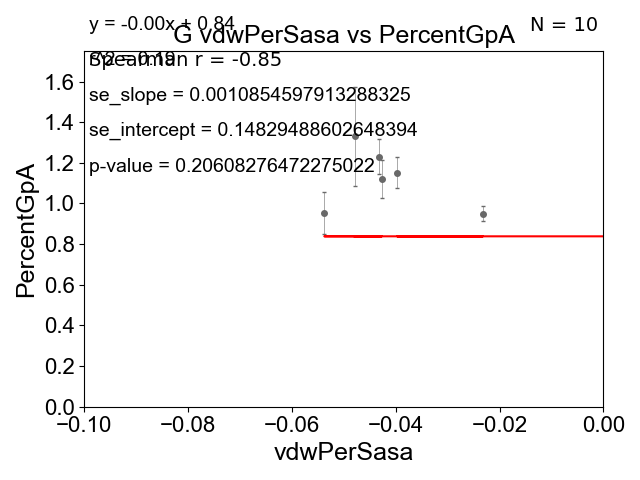 y = -0.00x + 0.84
N = 10
G vdwPerSasa vs PercentGpA
Spearman r = -0.85
se_slope = 0.0010854597913288325
se_intercept = 0.14829488602648394
p-value = 0.20608276472275022
PercentGpA
1.6
1.4
1.2
1.0
0.8
0.6
0.4
0.2
0.0
−0.10 −0.08 −0.06 −0.04 −0.02 0.00
vdwPerSasa